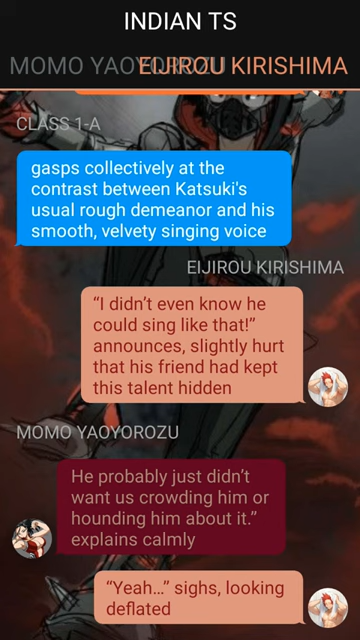 INDIAN TS
MOMO YAOYOROZU
EIJIROU KIRISHIMA
CLASS 1-A
gasps collectively at the
contrast between Katsuki's
usual rough demeanor and his
smooth, velvety singing voice
EIJIROU KIRISHIMA
“I didn’t even know he
could sing like that!”
announces, slightly hurt
that his friend had kept
this talent hidden
MOMO YAOYOROZU
He probably just didn’t
want us crowding him or
hounding him about it.”
explains calmly
“Yeah…” sighs, looking
deflated